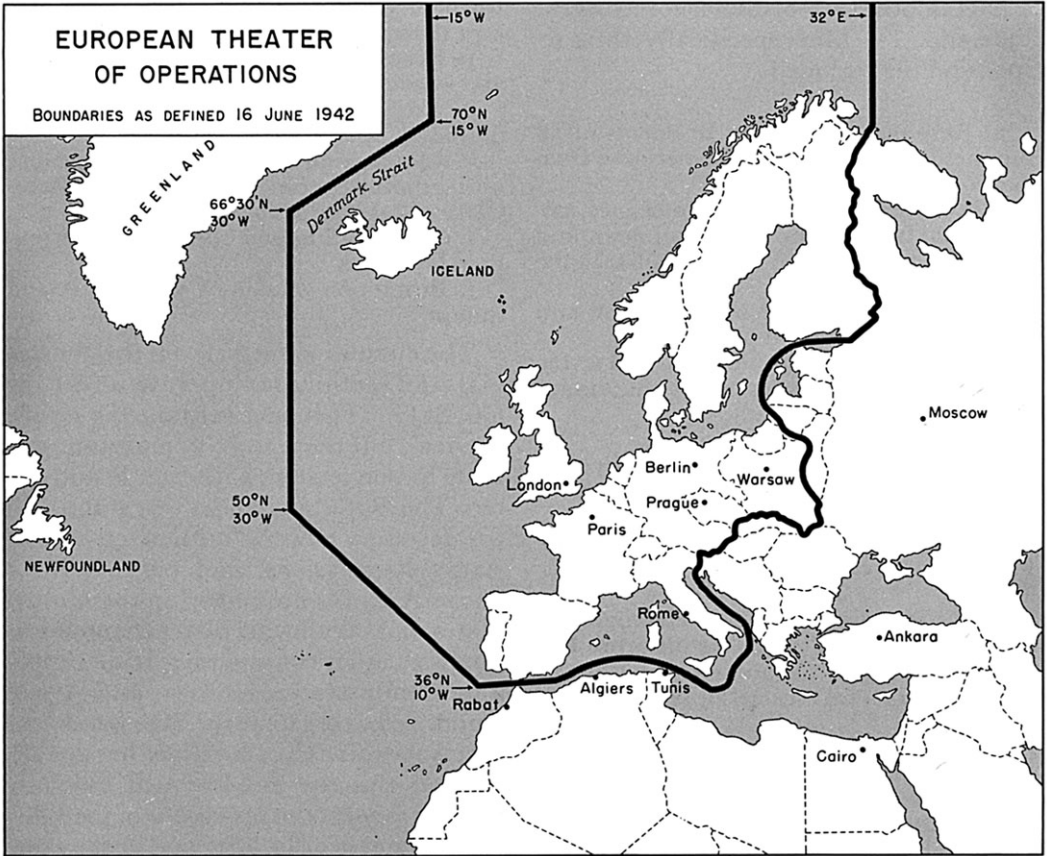 EUROPEAN THEATER
OF OPERATIONS
BOUNDARIES AS DEFINED 16 JUNE 1942
15°W
32°E
70°N
15°W
GREENLAND
Denmark Strait
66°30'N
30°W
ICELAND
Moscow
Berlin
Warsaw
London
Prague
50°N
30°W
Paris
NEWFOUNDLAND
Rome
Ankara
36°N
10°W
Algiers
Tunis
Rabat
Cairo